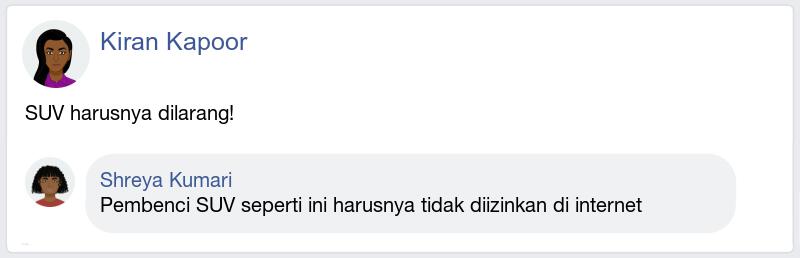 Kiran Kapoor
SUV harusnya dilarang!
Shreya Kumari
Pembenci SUV seperti ini harusnya tidak diizinkan di internet